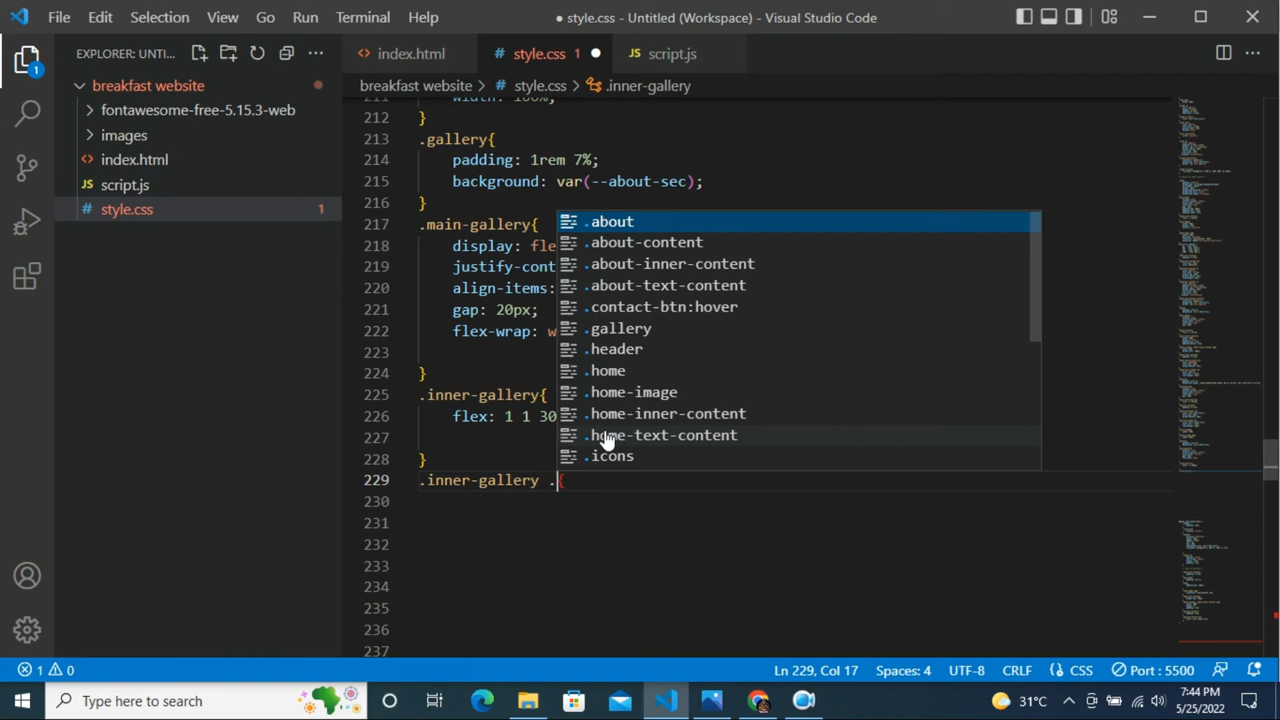 File Edit Selection View Go Run Terminal Help
● style.css - Untitled (Workspace) - Visual Studio Code
EXPLORER: UNTI...
index.html
style.css 1
script.js
breakfast website
fontawesome-free-5.15.3-web
images
index.html
script.js
style.css 1
breakfast website > style.css > .inner-gallery
211 width: 100%;
212 }
213 .gallery{
214 padding: 1rem 7%;
215 background: var(--about-sec);
216 }
217 .main-gallery{
218 display: fle
219 justify-cont
220 align-items:
221 gap: 20px;
222 flex-wrap: w
223
224 }
225 .inner-gallery{
226 flex: 1 1 30
227
228 }
229 .inner-gallery .{
230
231
232
233
234
235
236
237
.about
.about-content
.about-inner-content
.about-text-content
.contact-btn:hover
.gallery
.header
.home
.home-image
.home-inner-content
.home-text-content
.icons
1
1 0
Ln 229, Col 17 Spaces: 4 UTF-8 CRLF CSS Port : 5500
Type here to search
31°C
7:44 PM
5/25/2022